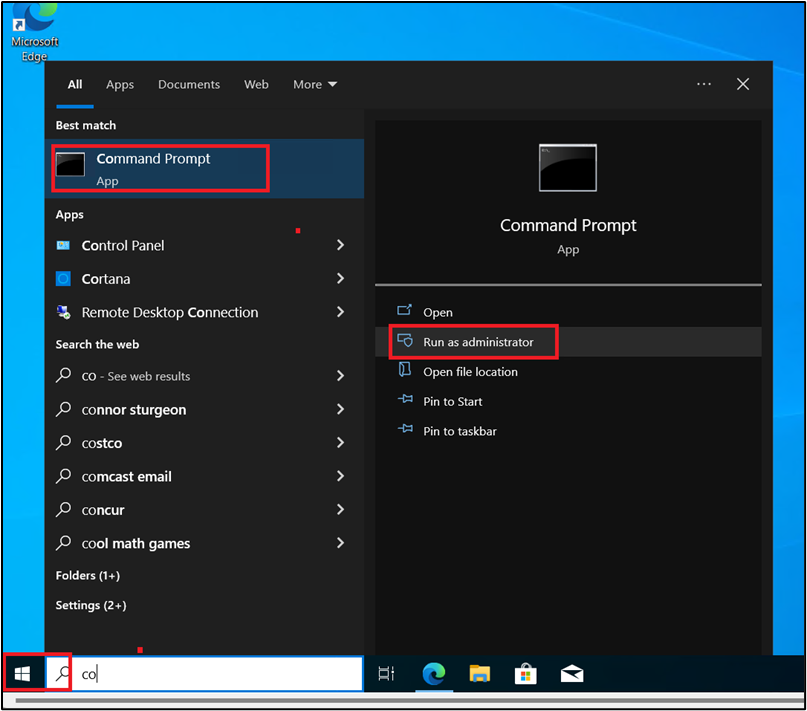 Microsoft
Edge
All Apps Documents Web More
Best match
Command Prompt
App
Apps
Control Panel
Cortana
Remote Desktop Connection
Search the web
co - See web results
connor sturgeon
costco
comcast email
concur
cool math games
Folders (1+)
Settings (2+)
Command Prompt
App
Open
Run as administrator
Open file location
Pin to Start
Pin to taskbar
co